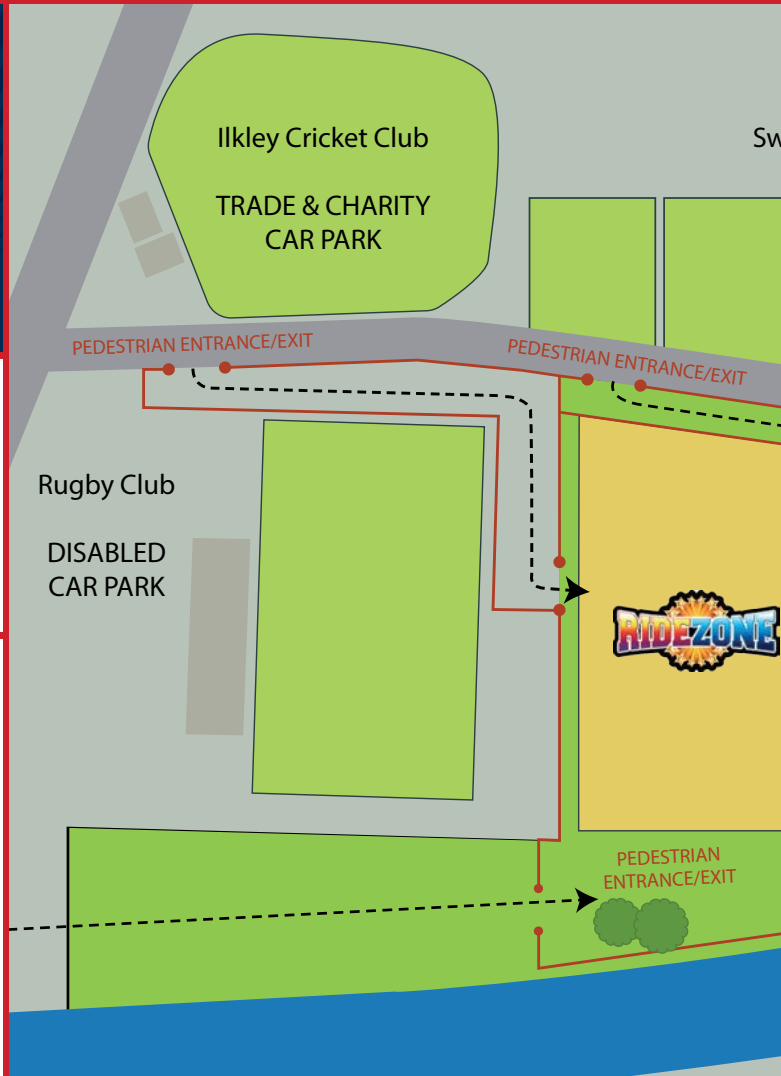 Ilkley Cricket Club
TRADE & CHARITY
CAR PARK
Sw
PEDESTRIAN ENTRANCE/EXIT
PEDESTRIAN ENTRANCE/EXIT
Rugby Club
DISABLED
CAR PARK
RIDEZONE
PEDESTRIAN
ENTRANCE/EXIT